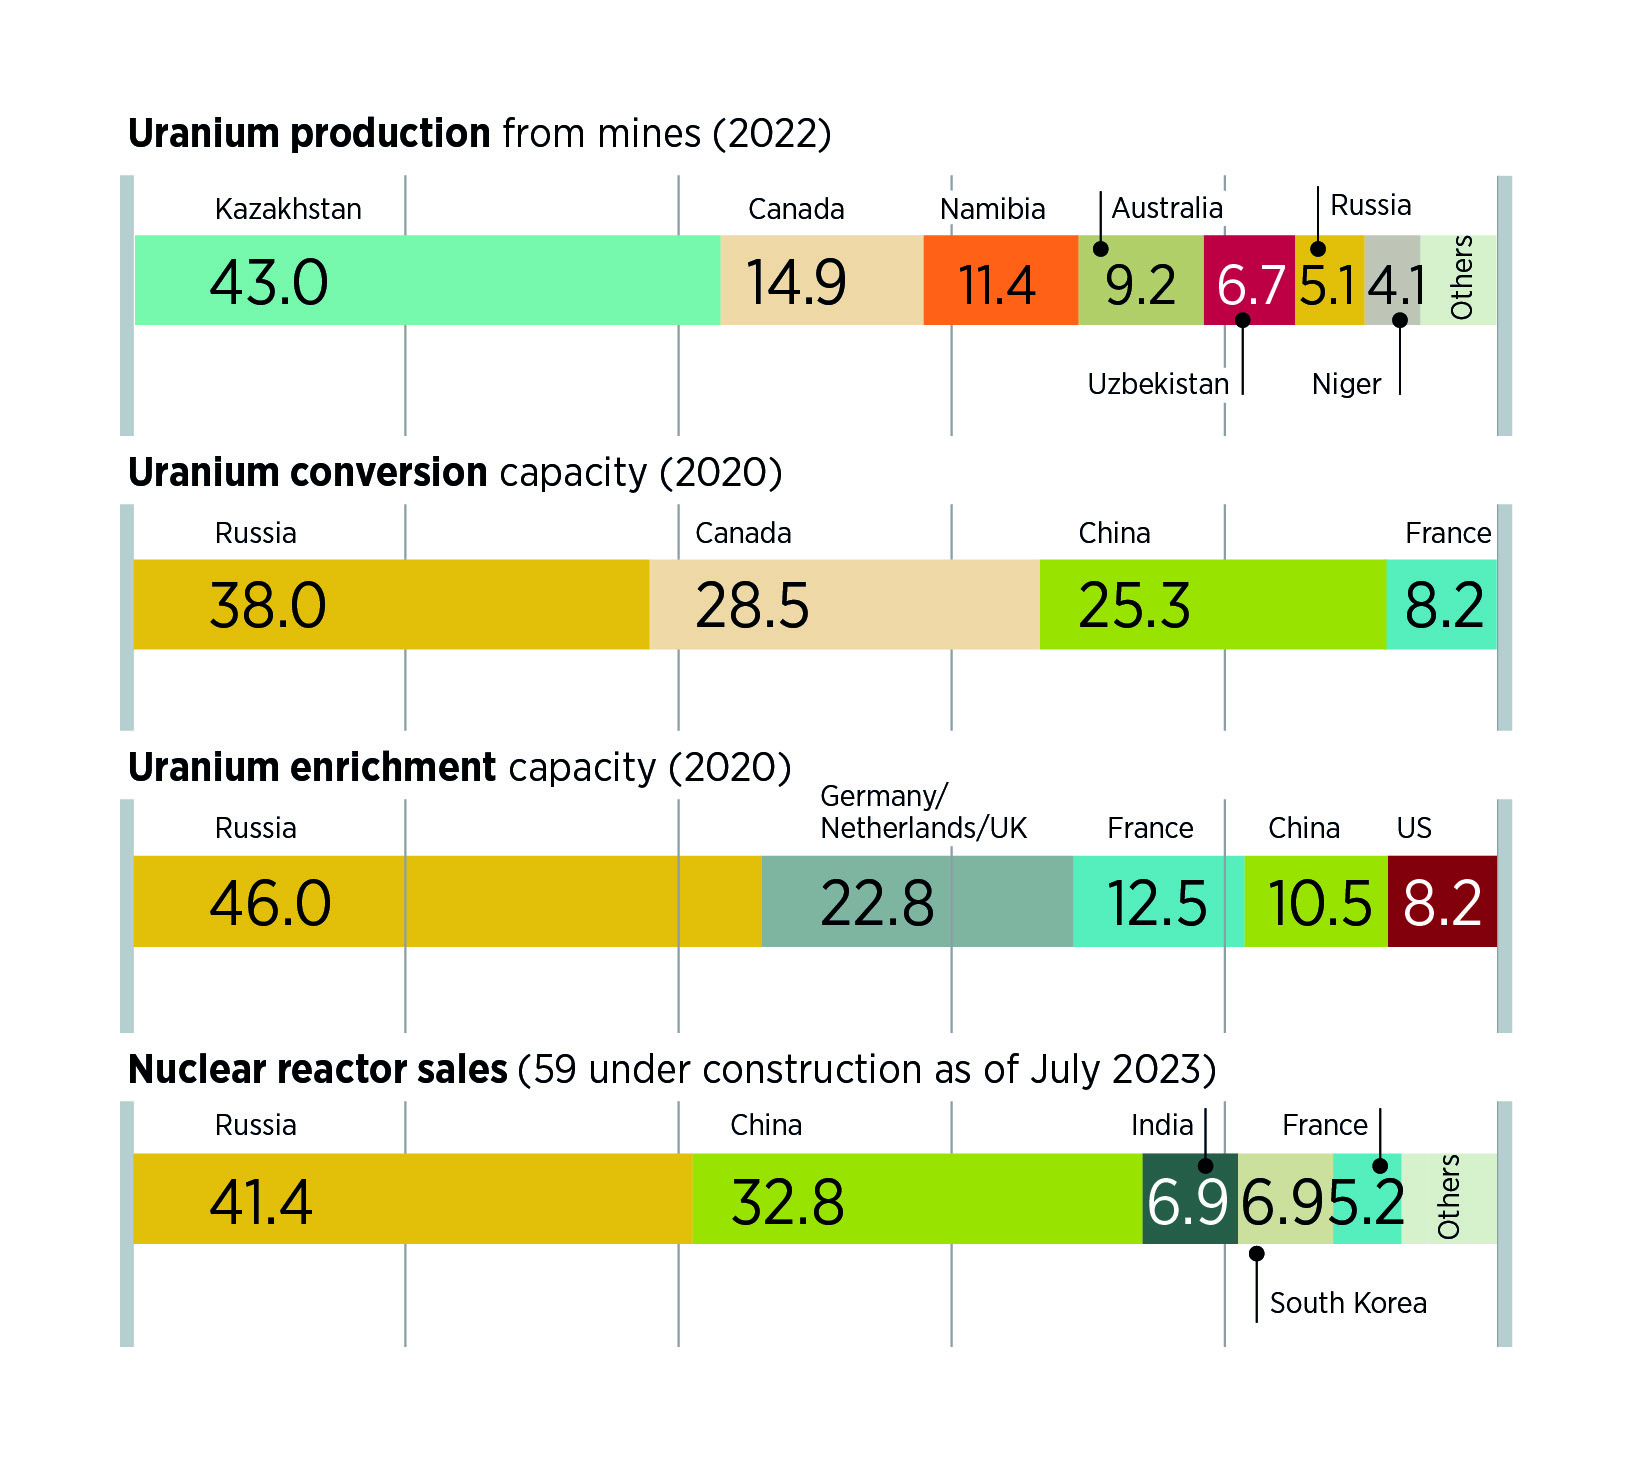 Uranium production from mines (2022)
Kazakhstan
Canada
Namibia
Australia
Russia
43.0
14.9
11.4
9.2
6.7
5.1
4.1
Others
Uzbekistan
Niger
Uranium conversion capacity (2020)
Russia
Canada
China
France
38.0
28.5
25.3
8.2
Uranium enrichment capacity (2020)
Russia
Germany/
Netherlands/UK
France
China
US
46.0
22.8
12.5
10.5
8.2
Nuclear reactor sales (59 under construction as of July 2023)
Russia
China
India
France
41.4
32.8
6.9
6.9
5.2
Others
South Korea